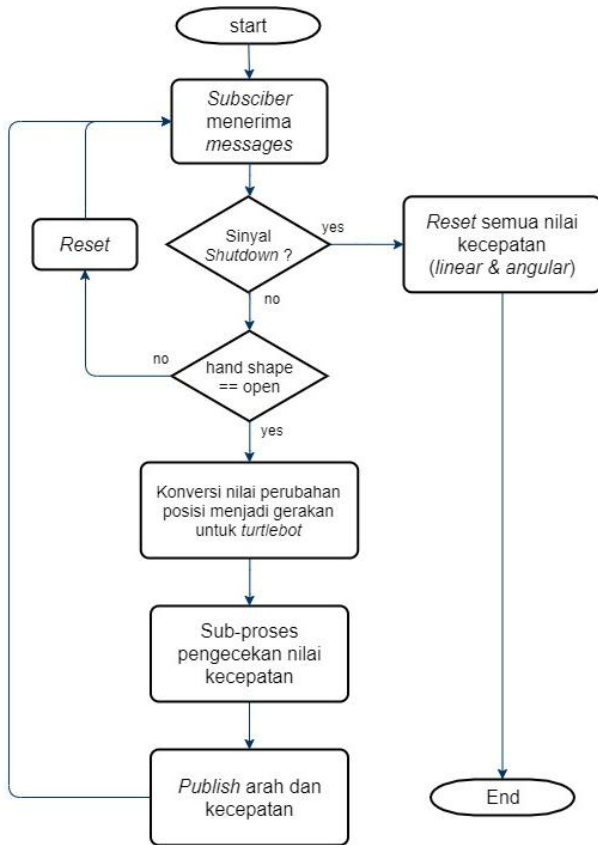 start
Subsciber
menerima
messages
Sinyal
Shutdown ?
yes
Reset semua nilai
kecepatan
(linear & angular)
Reset
no
hand shape
== open
no
yes
Konversi nilai perubahan
posisi menjadi gerakan
untuk turtlebot
Sub-proses
pengecekan nilai
kecepatan
Publish arah dan
kecepatan
End